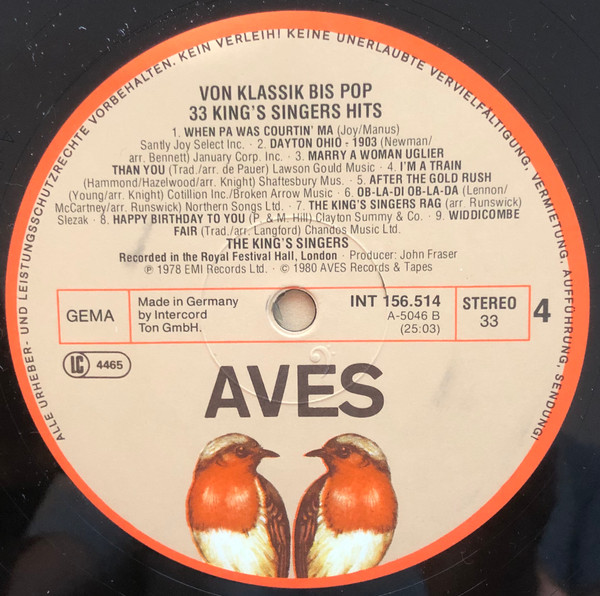 ALLE URHEBER- UND LEISTUNGSSCHUTZRECHTE VORBEHALTEN. KEIN VERLEIH! KEINE UNERLAUBTE VERVIELFÄLTIGUNG, VERMIETUNG, AUFFÜHRUNG, SENDUNG!
VON KLASSIK BIS POP
33 KING'S SINGERS HITS
1. WHEN PA WAS COURTIN' MA (Joy/Manus)
Santly Joy Select Inc. · 2. DAYTON OHIO - 1903 (Newman/
arr. Bennett) January Corp. Inc. · 3. MARRY A WOMAN UGLIER
THAN YOU (Trad./arr. de Pauer) Lawson Gould Music · 4. I'M A TRAIN
(Hammond/Hazelwood/arr. Knight) Shaftesbury Mus. · 5. AFTER THE GOLD RUSH
(Young/arr. Knight) Cotillion Inc./Broken Arrow Music · 6. OB-LA-DI OB-LA-DA (Lennon/
McCartney/arr. Runswick) Northern Songs Ltd. · 7. THE KING'S SINGERS RAG (arr. Runswick)
Slezak · 8. HAPPY BIRTHDAY TO YOU (P. & M. Hill) Clayton Summy & Co. · 9. WIDDICOMBE
FAIR (Trad./arr. Langford) Chandos Music Ltd.
THE KING'S SINGERS
Recorded in the Royal Festival Hall, London · Producer: John Fraser
℗ 1978 EMI Records Ltd. · © 1980 AVES Records & Tapes
GEMA
Made in Germany
by Intercord
Ton GmbH.
INT 156.514
A-5046 B
(25:03)
STEREO
33
4
LC 4465
AVES